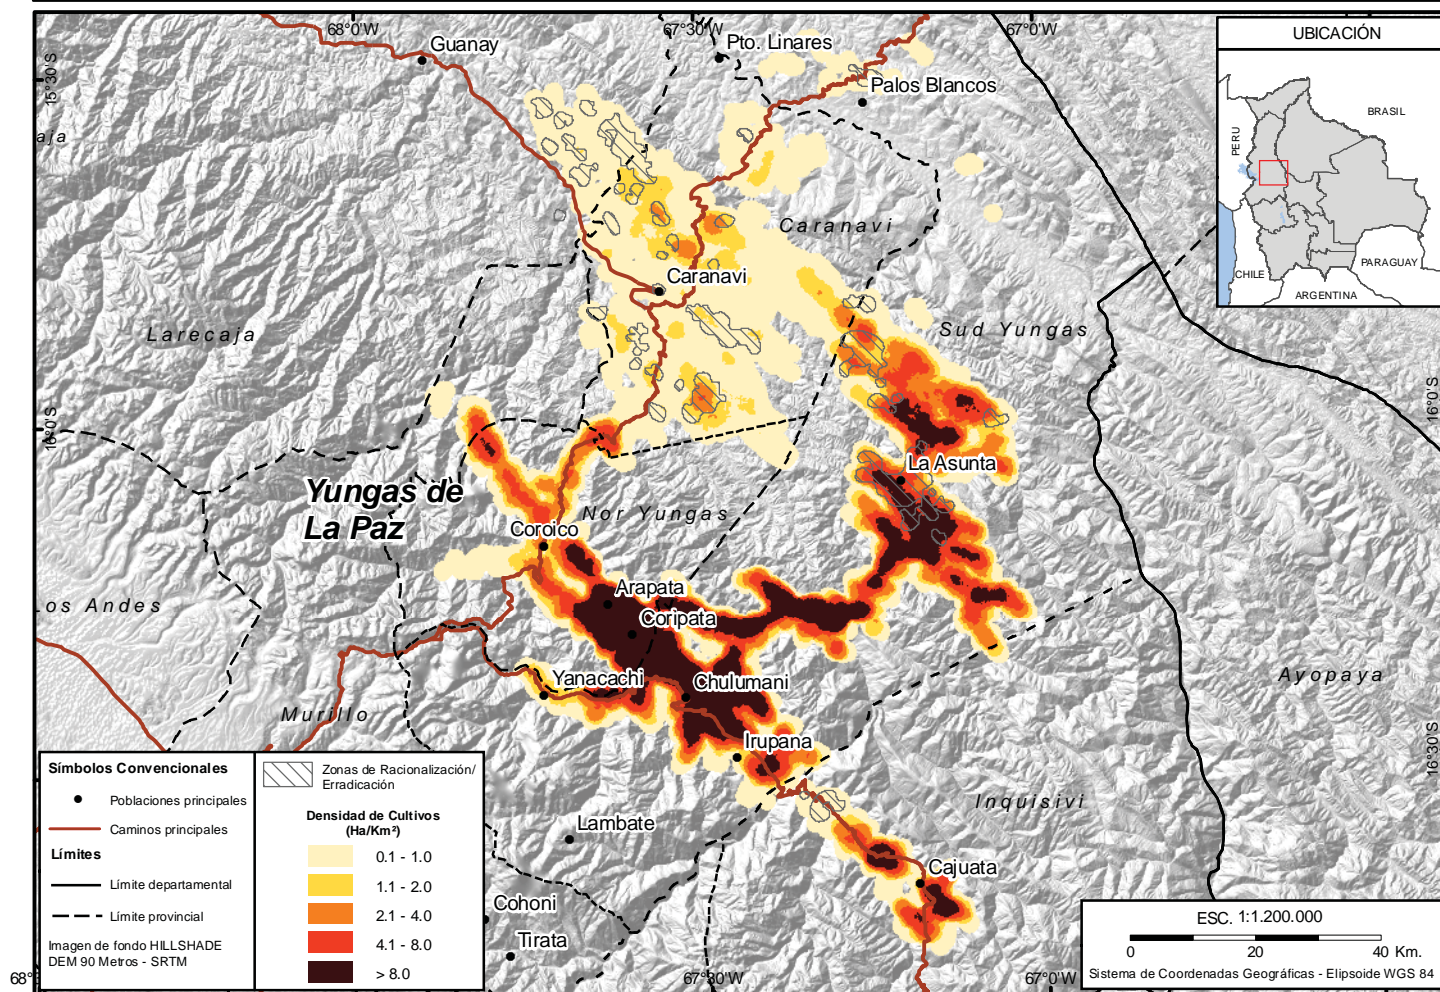 68°0'W
67°30'W
67°0'W
Guanay
Pto. Linares
Palos Blancos
15°30'S
aja
Caranavi
Caranavi
Larecaja
Sud Yungas
16°0'S
16°0'S
La Asunta
Yungas de
La Paz
Nor Yungas
Coroico
Arapata
Coripata
os Andes
Yanacachi
Chulumani
Murillo
Ayopaya
Irupana
16°30'S
Inquisivi
Lambate
Cajuata
Cohoni
Tirata
68°
67°30'W
67°0'W
UBICACIÓN
BRASIL
PERU
CHILE
PARAGUAY
ARGENTINA
Símbolos Convencionales
Poblaciones principales
Caminos principales
Límites
Límite departamental
Límite provincial
Imagen de fondo HILLSHADE
DEM 90 Metros - SRTM
Zonas de Racionalización/
Erradicación
Densidad de Cultivos
(Ha/Km²)
0.1 - 1.0
1.1 - 2.0
2.1 - 4.0
4.1 - 8.0
> 8.0
ESC. 1:1.200.000
0 20 40 Km.
Sistema de Coordenadas Geográficas - Elipsoide WGS 84